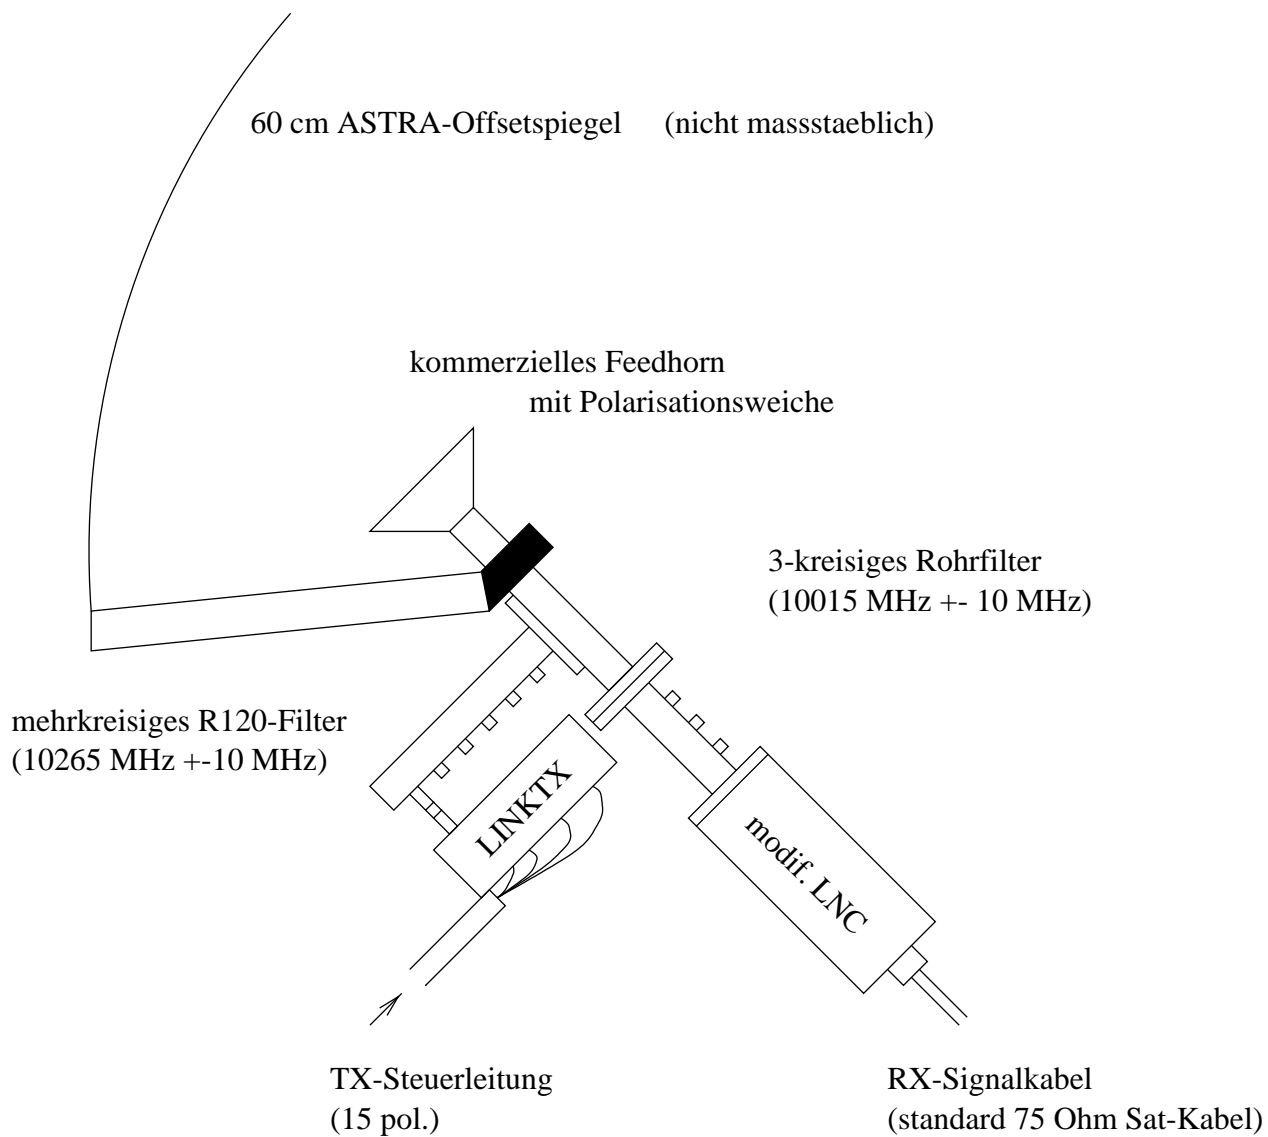 60 cm ASTRA-Offsetspiegel (nicht massstaeblich)
kommerzielles Feedhorn
mit Polarisationsweiche
3-kreisiges Rohrfilter
(10015 MHz +- 10 MHz)
mehrkreisiges R120-Filter
(10265 MHz +-10 MHz)
LINKTX
modif. LNC
TX-Steuerleitung
(15 pol.)
RX-Signalkabel
(standard 75 Ohm Sat-Kabel)